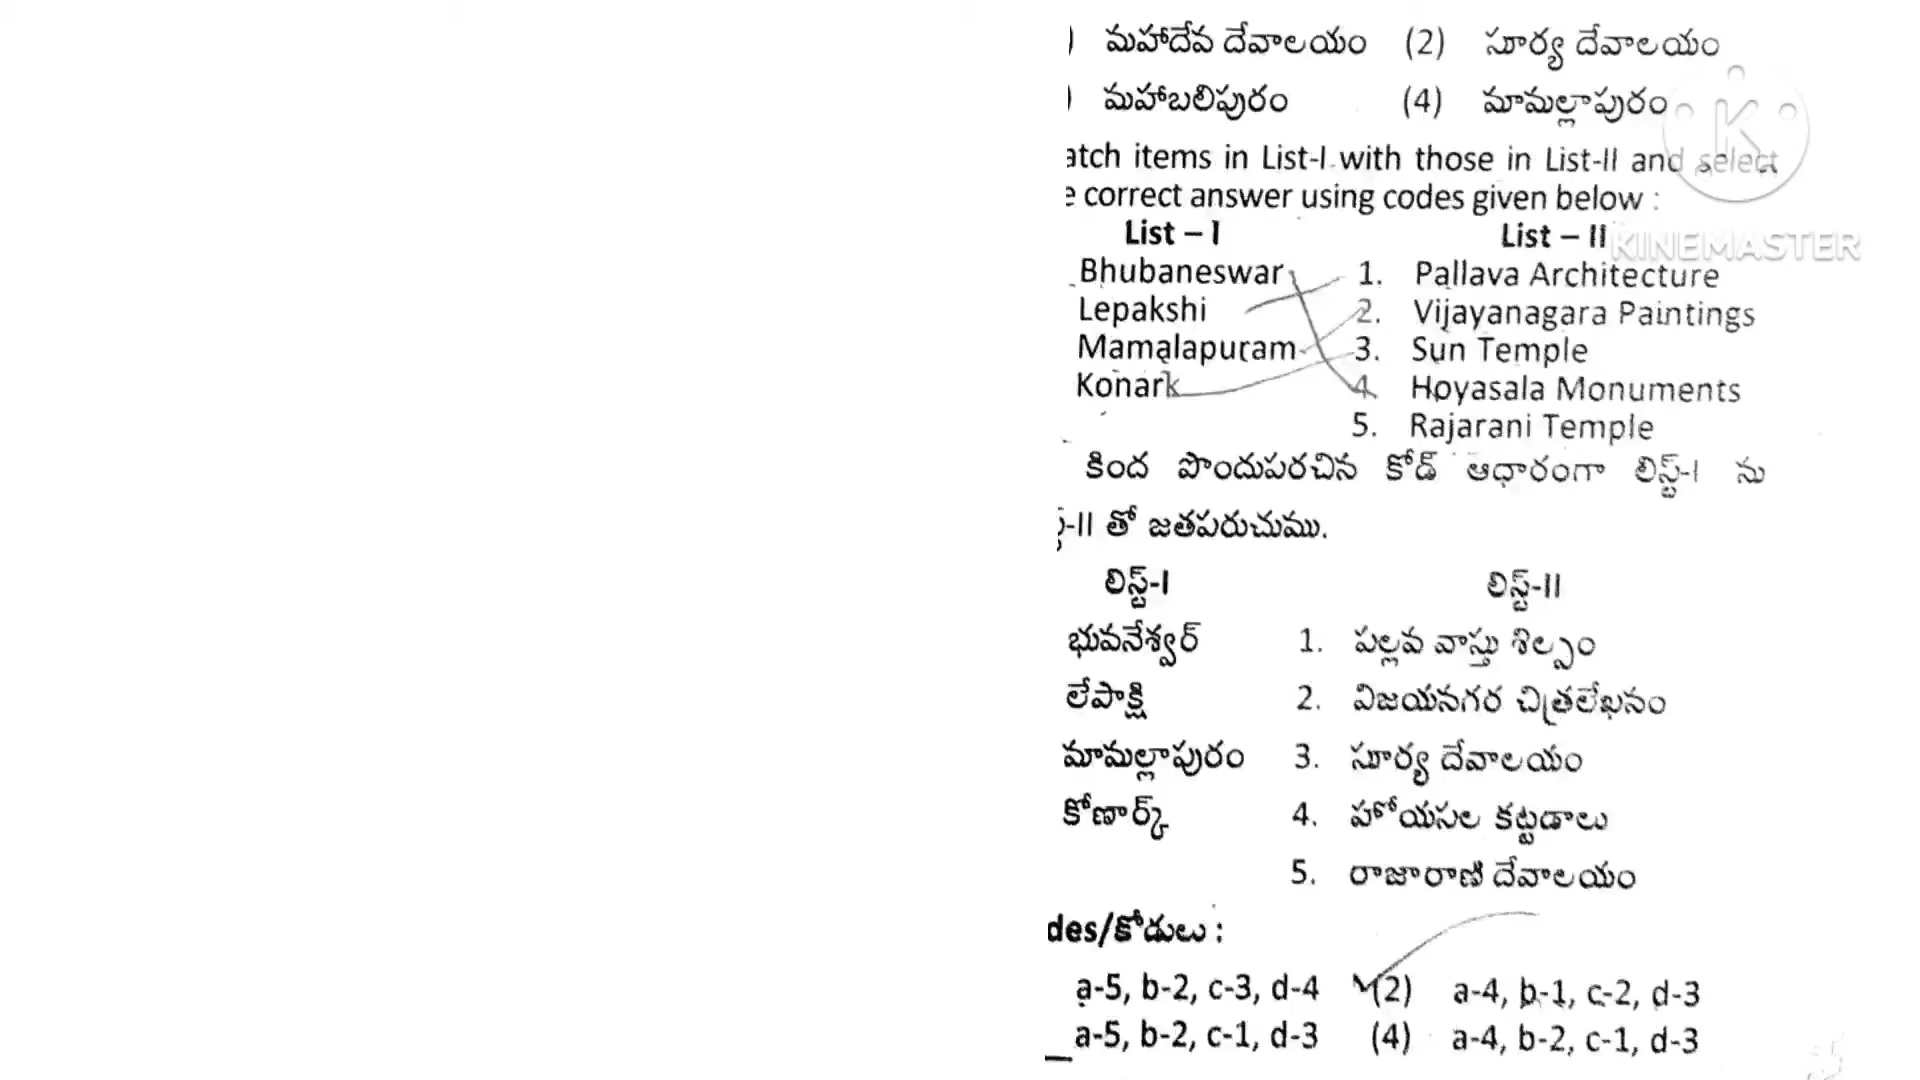 ) మహాదేవ దేవాలయం (2) సూర్య దేవాలయం
) మహాబలిపురం (4) మామల్లాపురం
atch items in List-I with those in List-II and select
e correct answer using codes given below :
List – I List – II
KINEMASTER
Bhubaneswar 1. Pallava Architecture
Lepakshi 2. Vijayanagara Paintings
Mamalapuram 3. Sun Temple
Konark 4. Hoyasala Monuments
5. Rajarani Temple
కింద పొందుపరచిన కోడ్ ఆధారంగా లిస్ట్-I ను
-II తో జతపరుచుము.
లిస్ట్-I లిస్ట్-II
భువనేశ్వర్ 1. పల్లవ వాస్తు శిల్పం
లేపాక్షి 2. విజయనగర చిత్రలేఖనం
మామల్లాపురం 3. సూర్య దేవాలయం
కోణార్క్ 4. హోయసల కట్టడాలు
5. రాజారాణి దేవాలయం
des/కోడులు :
a-5, b-2, c-3, d-4 (2) a-4, b-1, c-2, d-3
a-5, b-2, c-1, d-3 (4) a-4, b-2, c-1, d-3